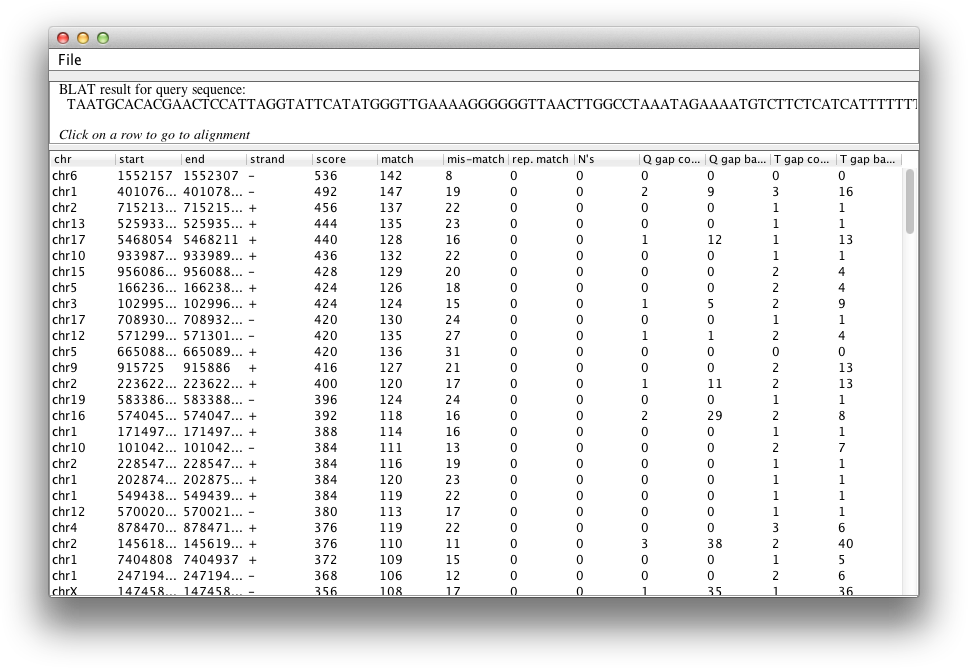 File
BLAT result for query sequence:
TAATGCACACGAACTCCATTAGGTATTCATATGGGTTGAAAAGGGGGGTTAACTTGGCCTAAATAGAAAATGTCTTCTCATCATTTTTTT
Click on a row to go to alignment
chr start end strand score match mis-match rep. match N's Q gap co... Q gap ba... T gap co... T gap ba...
chr6 1552157 1552307 – 536 142 8 0 0 0 0 0 0
chr1 401076... 401078... – 492 147 19 0 0 2 9 3 16
chr2 715213... 715215... + 456 137 22 0 0 0 0 1 1
chr13 525933... 525935... + 444 135 23 0 0 0 0 1 1
chr17 5468054 5468211 + 440 128 16 0 0 1 12 1 13
chr10 933987... 933989... + 436 132 22 0 0 0 0 1 1
chr15 956086... 956088... – 428 129 20 0 0 0 0 2 4
chr5 166236... 166238... + 424 126 18 0 0 0 0 2 4
chr3 102995... 102996... + 424 124 15 0 0 1 5 2 9
chr17 708930... 708932... – 420 130 24 0 0 0 0 1 1
chr12 571299... 571301... – 420 135 27 0 0 1 1 2 4
chr5 665088... 665089... + 420 136 31 0 0 0 0 0 0
chr9 915725 915886 + 416 127 21 0 0 0 0 2 13
chr2 223622... 223622... + 400 120 17 0 0 1 11 2 13
chr19 583386... 583388... – 396 124 24 0 0 0 0 1 1
chr16 574045... 574047... + 392 118 16 0 0 2 29 2 8
chr1 171497... 171497... + 388 114 16 0 0 0 0 1 1
chr10 101042... 101042... – 384 111 13 0 0 0 0 2 7
chr2 228547... 228547... + 384 116 19 0 0 0 0 1 1
chr1 202874... 202875... + 384 120 23 0 0 0 0 1 1
chr1 549438... 549439... + 384 119 22 0 0 0 0 1 1
chr12 570020... 570021... – 380 113 17 0 0 0 0 1 1
chr4 878470... 878471... + 376 119 22 0 0 0 0 3 6
chr2 145618... 145619... + 376 110 11 0 0 3 38 2 40
chr1 7404808 7404937 + 372 109 15 0 0 0 0 1 5
chr1 247194... 247194... – 368 106 12 0 0 0 0 2 6
chrX 147458... 147458... – 356 108 17 0 0 1 35 1 36